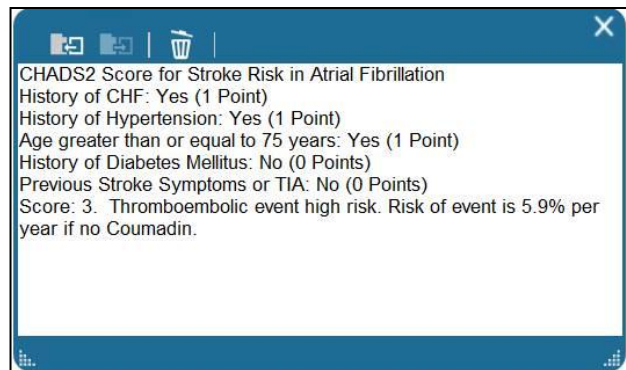 CHADS2 Score for Stroke Risk in Atrial Fibrillation
History of CHF: Yes (1 Point)
History of Hypertension: Yes (1 Point)
Age greater than or equal to 75 years: Yes (1 Point)
History of Diabetes Mellitus: No (0 Points)
Previous Stroke Symptoms or TIA: No (0 Points)
Score: 3.  Thromboembolic event high risk. Risk of event is 5.9% per
year if no Coumadin.